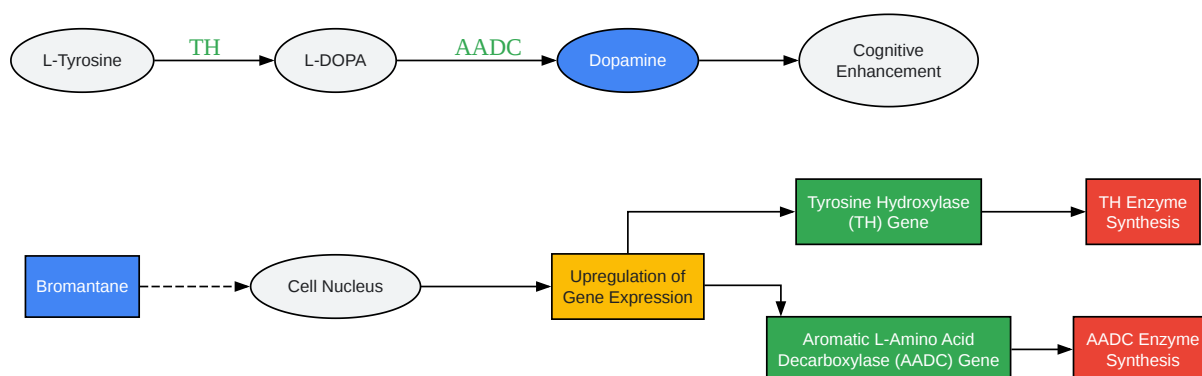 L-Tyrosine
TH
L-DOPA
AADC
Dopamine
Cognitive
Enhancement
Tyrosine Hydroxylase
(TH) Gene
TH Enzyme
Synthesis
Bromantane
Cell Nucleus
Upregulation of
Gene Expression
Aromatic L-Amino Acid
Decarboxylase (AADC) Gene
AADC Enzyme
Synthesis